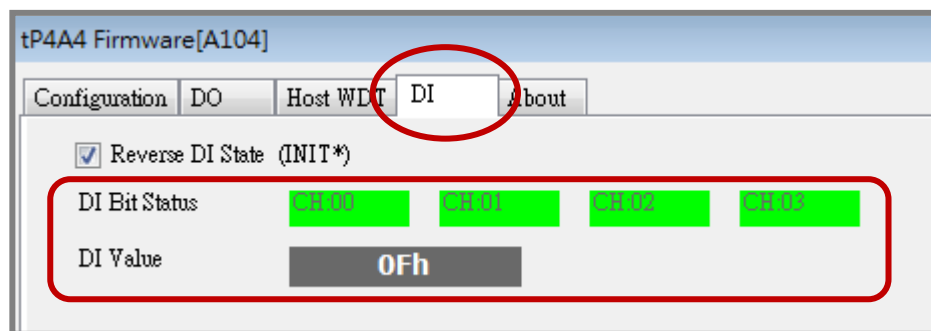 tP4A4 Firmware[A104]
Configuration DO Host WDT DI About
Reverse DI State (INIT*)
DI Bit Status CH:00 CH:01 CH:02 CH:03
DI Value 0Fh